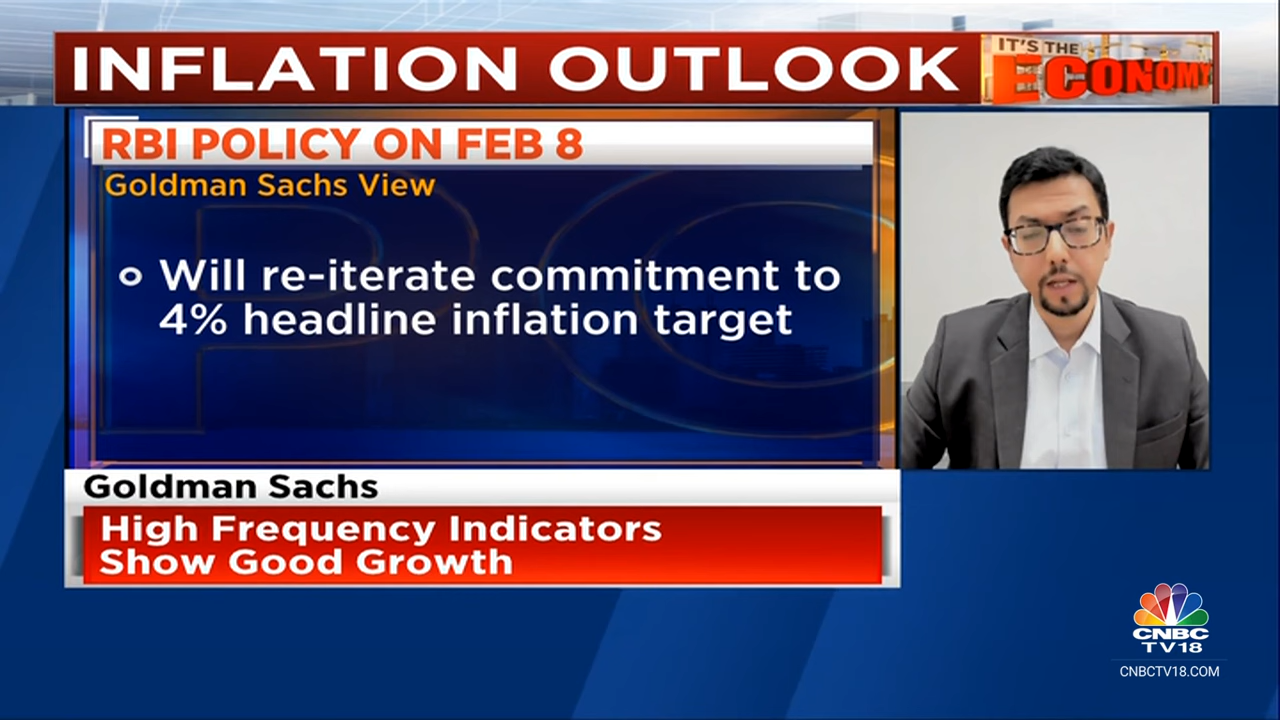 INFLATION OUTLOOK
IT'S THE
ECONOMY
RBI POLICY ON FEB 8
Goldman Sachs View
Will re-iterate commitment to
4% headline inflation target
Goldman Sachs
High Frequency Indicators
Show Good Growth
CNBC
TV18
CNBCTV18.COM